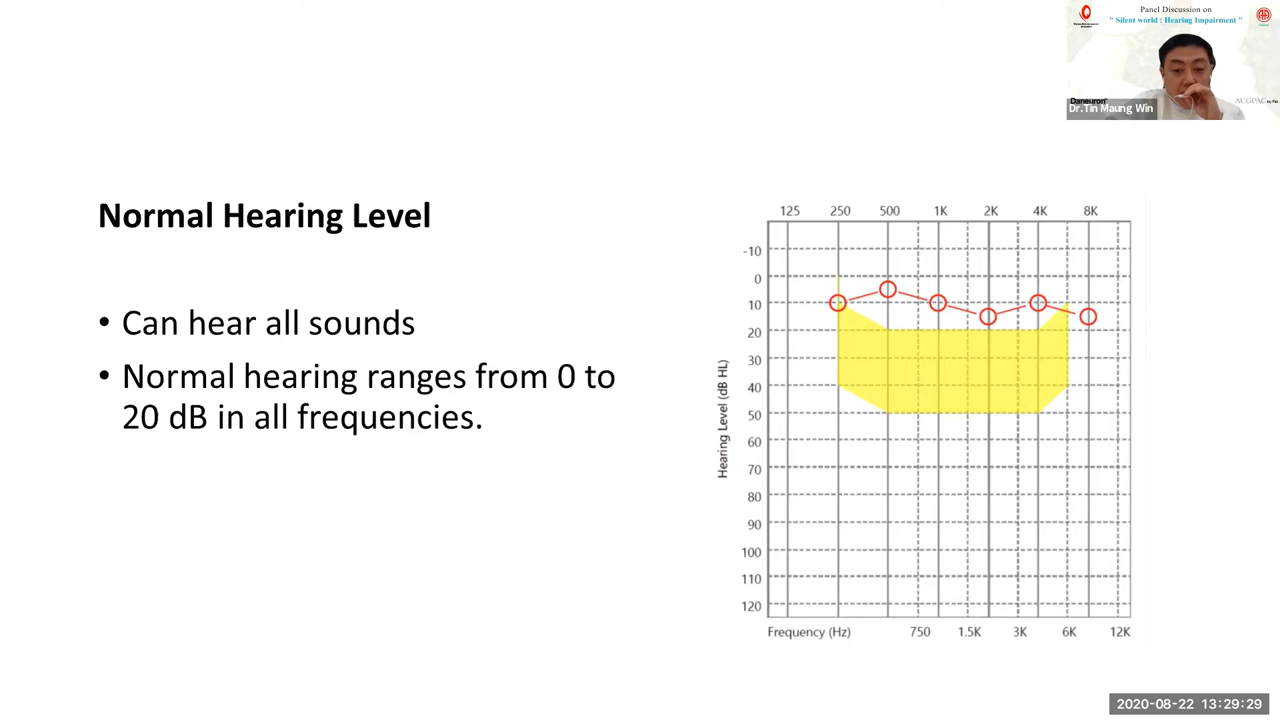 Panel Discussion on
" Silent world : Hearing Impairment "
Daneuron
AUGPAC
Dr.Tin Maung Win
Normal Hearing Level
• Can hear all sounds
• Normal hearing ranges from 0 to
20 dB in all frequencies.
125 250 500 1K 2K 4K 8K
-10
0
10
20
30
40
50
60
70
80
90
100
110
120
Hearing Level (dB HL)
Frequency (Hz) 750 1.5K 3K 6K 12K
2020-08-22 13:29:29